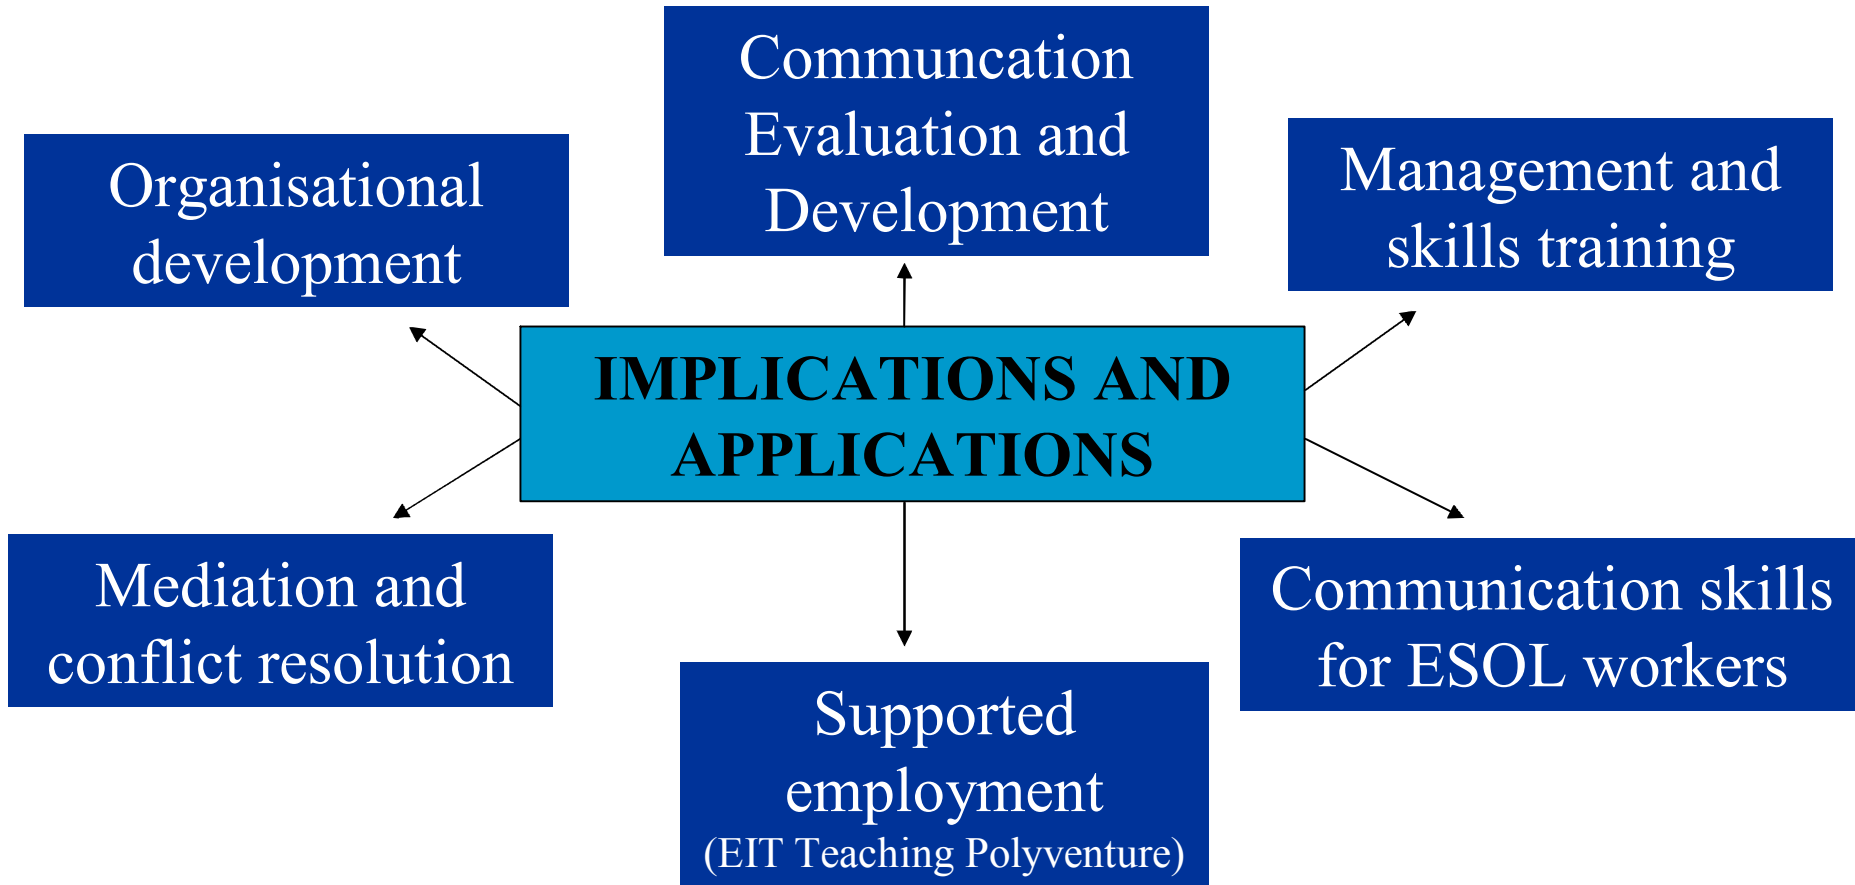 Communcation
Evaluation and
Development
Organisational
development
Management and
skills training
IMPLICATIONS AND
APPLICATIONS
Mediation and
conflict resolution
Communication skills
for ESOL workers
Supported
employment
(EIT Teaching Polyventure)